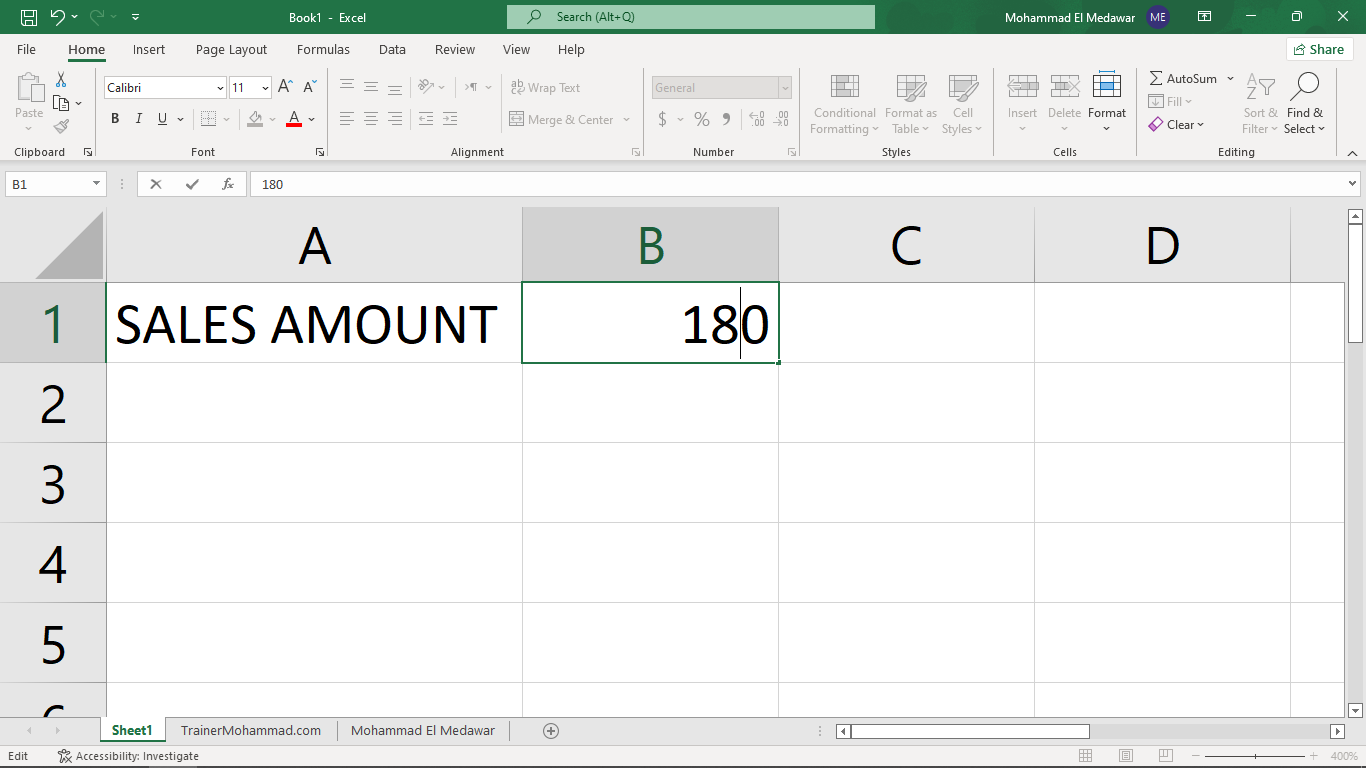 Book1 - Excel
Search (Alt+Q)
Mohammad El Medawar ME
File Home Insert Page Layout Formulas Data Review View Help Share
Paste
Clipboard
Calibri 11
B I U A
Font
ab Wrap Text
Merge & Center
Alignment
General
$ %
Number
Conditional Formatting
Format as Table
Cell Styles
Styles
Insert Delete Format
Cells
AutoSum
Fill
Clear
Sort & Filter
Find & Select
Editing
B1 fx 180
A B C D
1 SALES AMOUNT 180
2
3
4
5
6
Sheet1 TrainerMohammad.com Mohammad El Medawar
Edit Accessibility: Investigate 400%